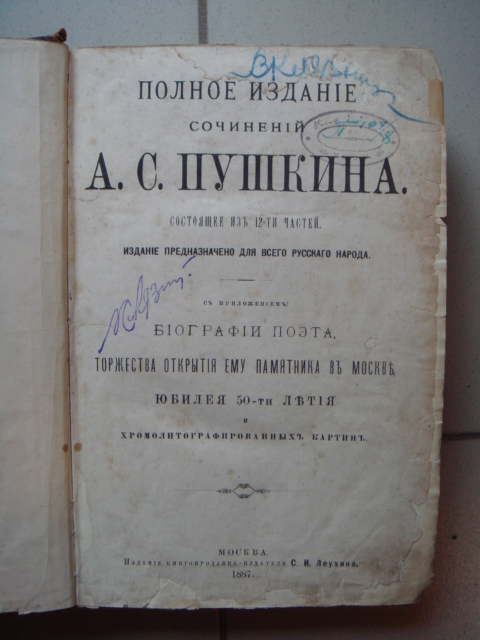 ПОЛНОЕ ИЗДАНІЕ
СОЧИНЕНІЙ
А. С. ПУШКИНА.
СОСТОЯЩЕЕ ИЗЪ 12-ТИ ЧАСТЕЙ.
ИЗДАНІЕ ПРЕДНАЗНАЧЕНО ДЛЯ ВСЕГО РУССКАГО НАРОДА.
СЪ ПРИЛОЖЕНІЕМЪ:
БІОГРАФІИ ПОЭТА,
ТОРЖЕСТВА ОТКРЫТІЯ ЕМУ ПАМЯТНИКА ВЪ МОСКВѢ,
ЮБИЛЕЯ 50-ти ЛѢТІЯ
и
ХРОМОЛИТОГРАФИРОВАННЫХЪ КАРТИНЪ.
МОСКВА.
Изданіе книгопродавца-издателя С. И. Леухина.
1887.